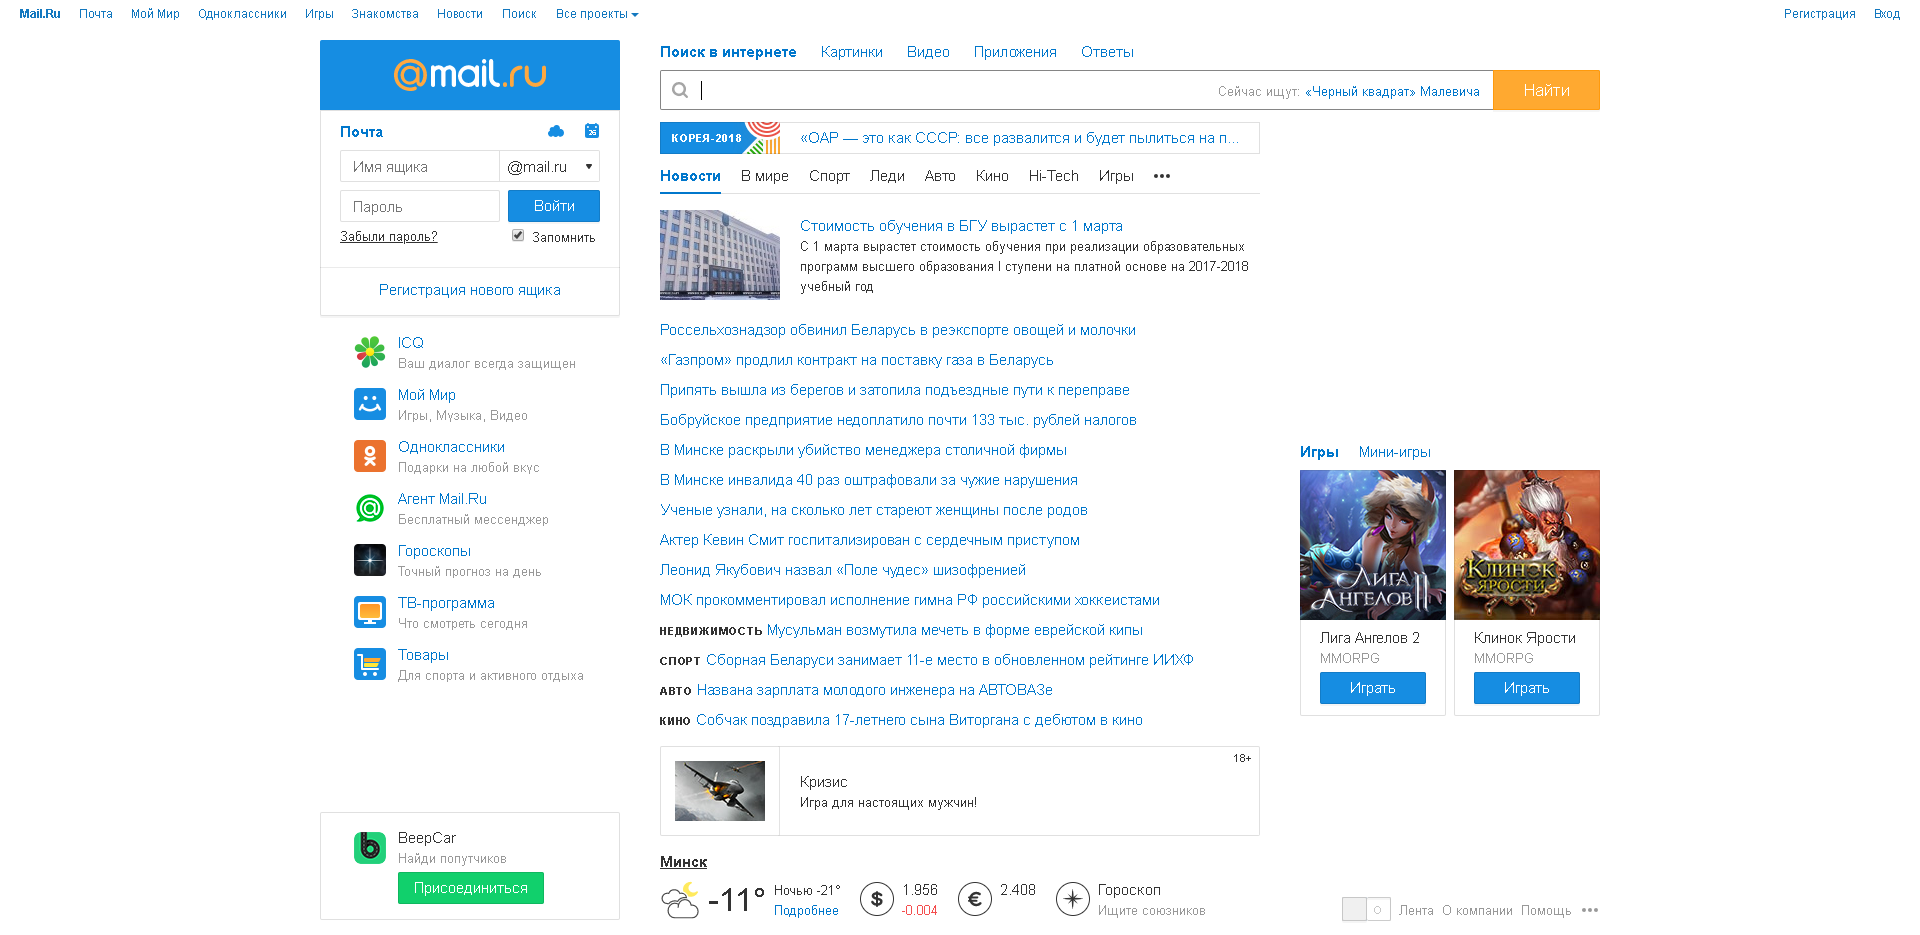 Mail.Ru Почта Мой Мир Одноклассники Игры Знакомства Новости Поиск Все проекты Регистрация Вход
@mail.ru
Почта
26
Имя ящика @mail.ru
Пароль Войти
Забыли пароль? Запомнить
Регистрация нового ящика
ICQ
Ваш диалог всегда защищен
Мой Мир
Игры, Музыка, Видео
Одноклассники
Подарки на любой вкус
Агент Mail.Ru
Бесплатный мессенджер
Гороскопы
Точный прогноз на день
ТВ-программа
Что смотреть сегодня
Товары
Для спорта и активного отдыха
BeepCar
Найди попутчиков
Присоединиться
Поиск в интернете Картинки Видео Приложения Ответы
Сейчас ищут: «Черный квадрат» Малевича Найти
КОРЕЯ-2018 «ОАР — это как СССР: все развалится и будет пылиться на п...
Новости В мире Спорт Леди Авто Кино Hi-Tech Игры •••
Стоимость обучения в БГУ вырастет с 1 марта
С 1 марта вырастет стоимость обучения при реализации образовательных
программ высшего образования I ступени на платной основе на 2017-2018
учебный год
Россельхознадзор обвинил Беларусь в реэкспорте овощей и молочки
«Газпром» продлил контракт на поставку газа в Беларусь
Припять вышла из берегов и затопила подъездные пути к переправе
Бобруйское предприятие недоплатило почти 133 тыс. рублей налогов
В Минске раскрыли убийство менеджера столичной фирмы
В Минске инвалида 40 раз оштрафовали за чужие нарушения
Ученые узнали, на сколько лет стареют женщины после родов
Актер Кевин Смит госпитализирован с сердечным приступом
Леонид Якубович назвал «Поле чудес» шизофренией
МОК прокомментировал исполнение гимна РФ российскими хоккеистами
НЕДВИЖИМОСТЬ Мусульман возмутила мечеть в форме еврейской кипы
СПОРТ Сборная Беларуси занимает 11-е место в обновленном рейтинге ИИХФ
АВТО Названа зарплата молодого инженера на АВТОВАЗе
КИНО Собчак поздравила 17-летнего сына Виторгана с дебютом в кино
18+
Кризис
Игра для настоящих мужчин!
Минск
-11° Ночью -21° $ 1.956 € 2.408 Гороскоп
Подробнее -0.004 Ищите союзников
Игры Мини-игры
ЛИГА АНГЕЛОВ II
КЛИНОК ЯРОСТИ
Лига Ангелов 2 Клинок Ярости
MMORPG MMORPG
Играть Играть
Лента О компании Помощь •••